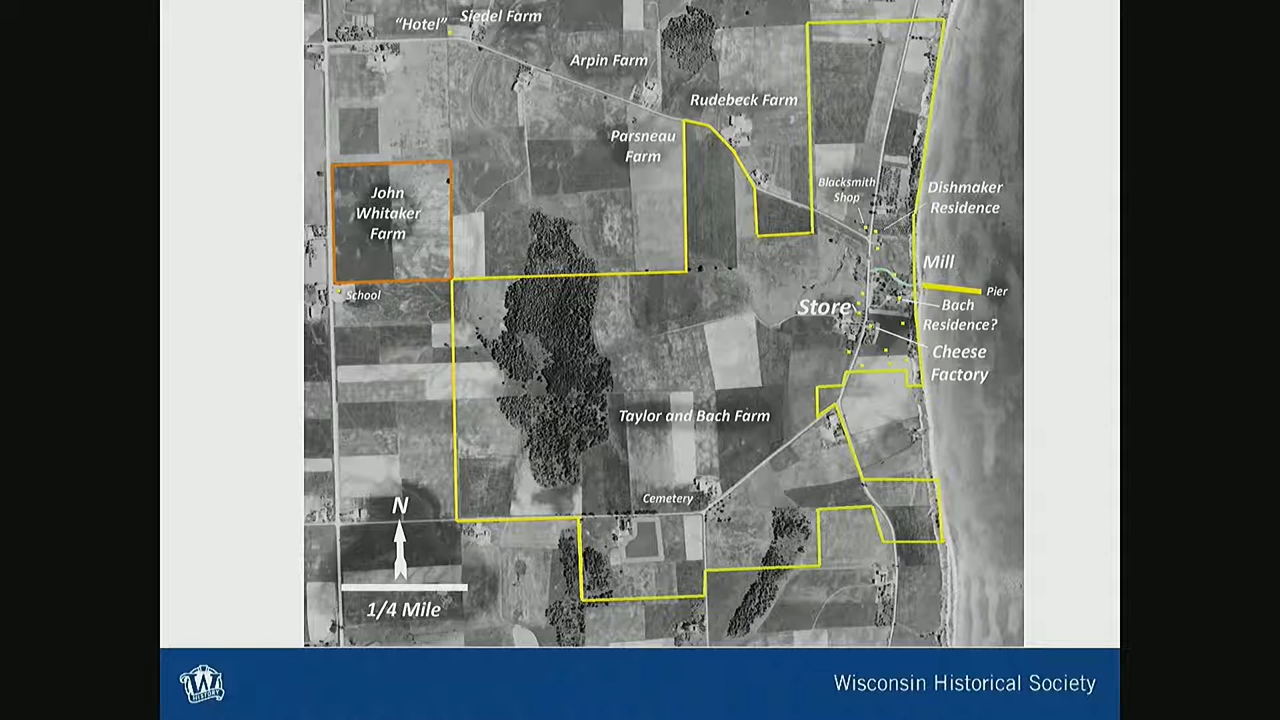 "Hotel"
Siedel Farm
Arpin Farm
Rudebeck Farm
Parsneau
Farm
John
Whitaker
Farm
Blacksmith
Shop
Dishmaker
Residence
Mill
School
Pier
Store
Bach
Residence?
Cheese
Factory
Taylor and Bach Farm
Cemetery
N
1/4 Mile
W
HISTORY
Wisconsin Historical Society